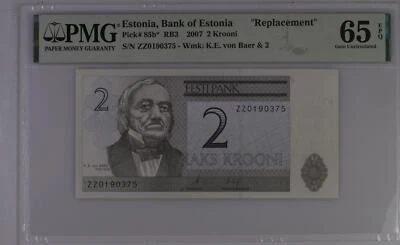 PMG
PAPER MONEY GUARANTY
Estonia, Bank of Estonia "Replacement"
Pick# 85b* RB3 2007 2 Krooni
S/N ZZ0190375 - Wmk: K.E. von Baer & 2
65 EPQ
Gem Uncirculated
EESTI PANK
2
ZZ0190375
2
KAKS KROONI
ZZ0190375